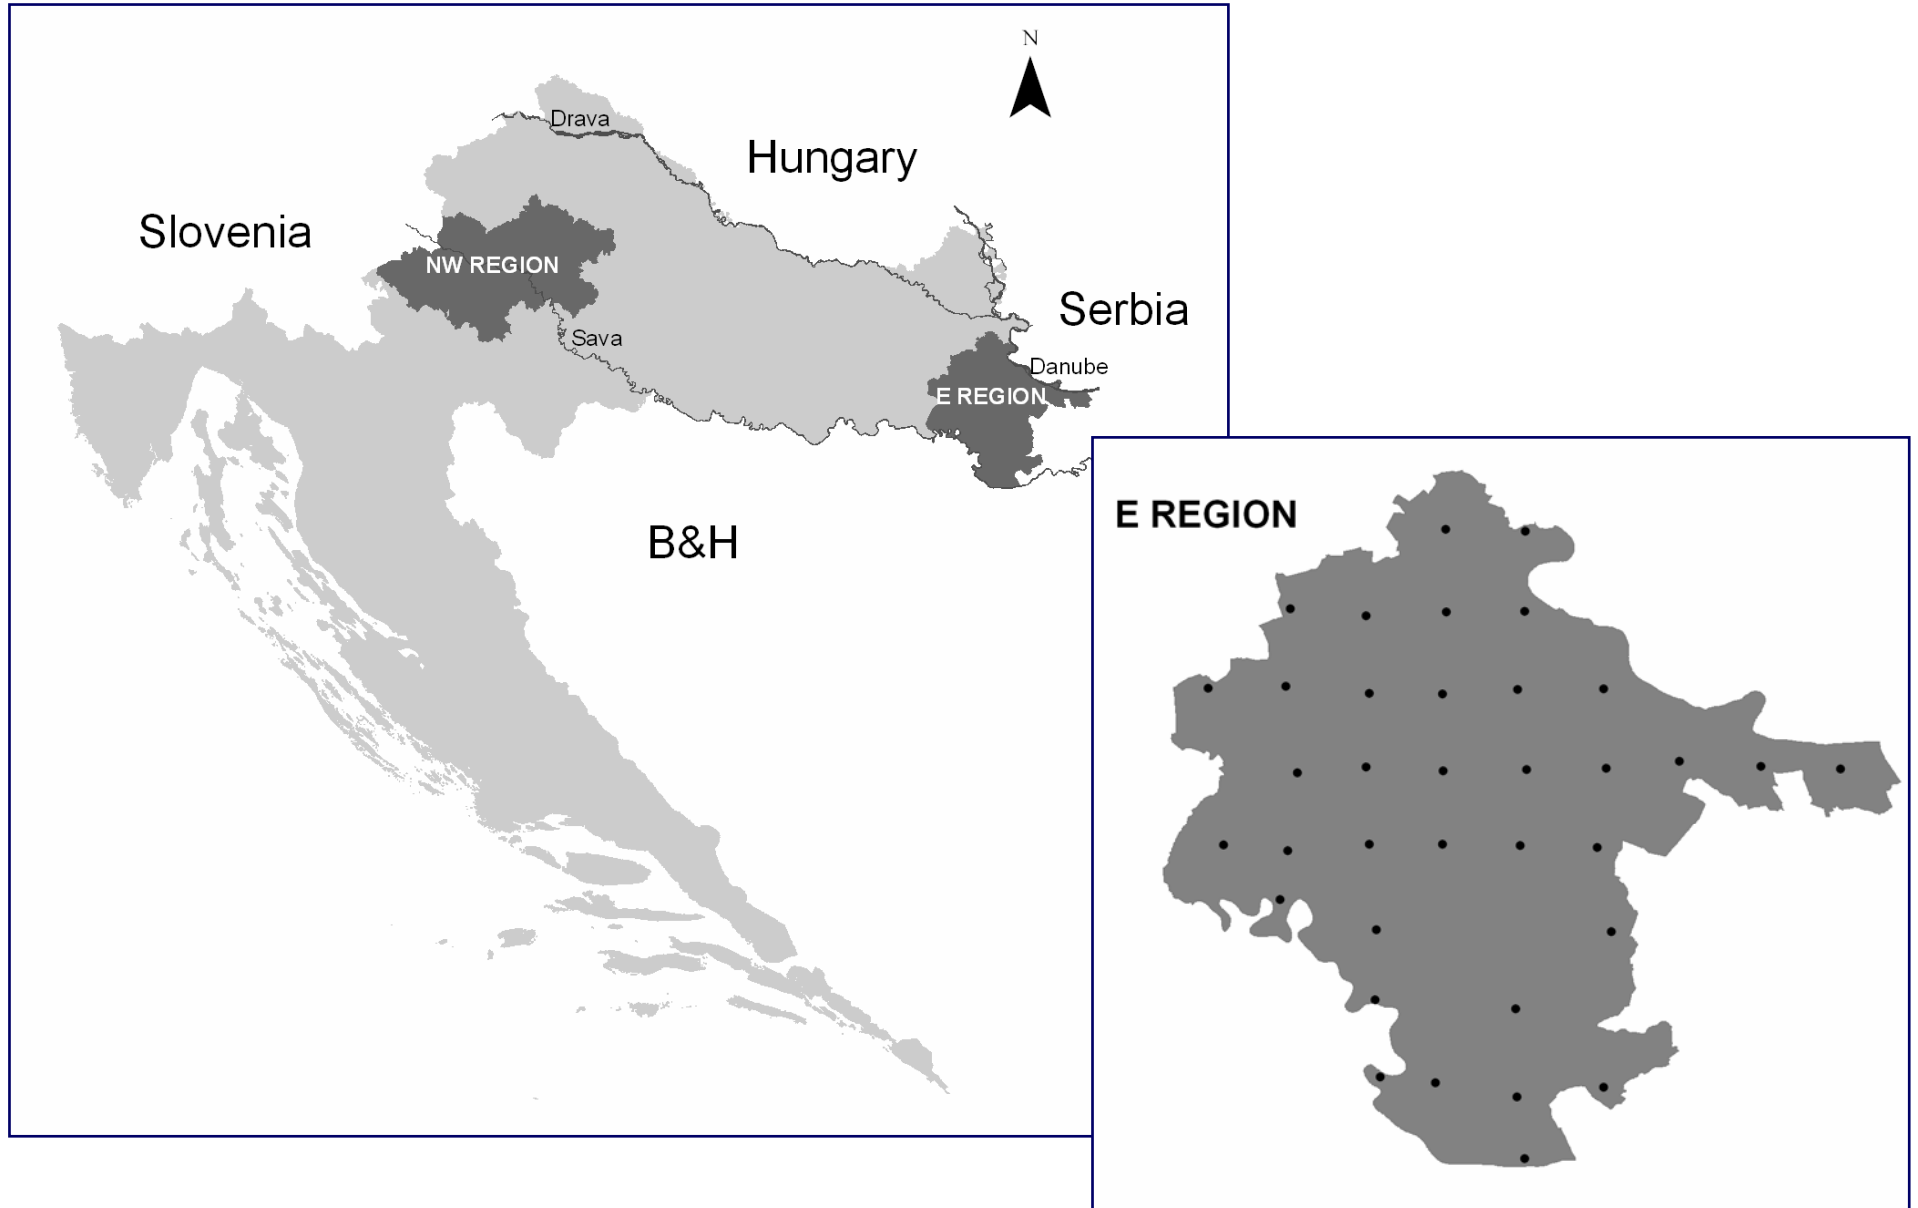 N
Drava
Hungary
Slovenia
NW REGION
Serbia
Sava
Danube
E REGION
E REGION
B&H